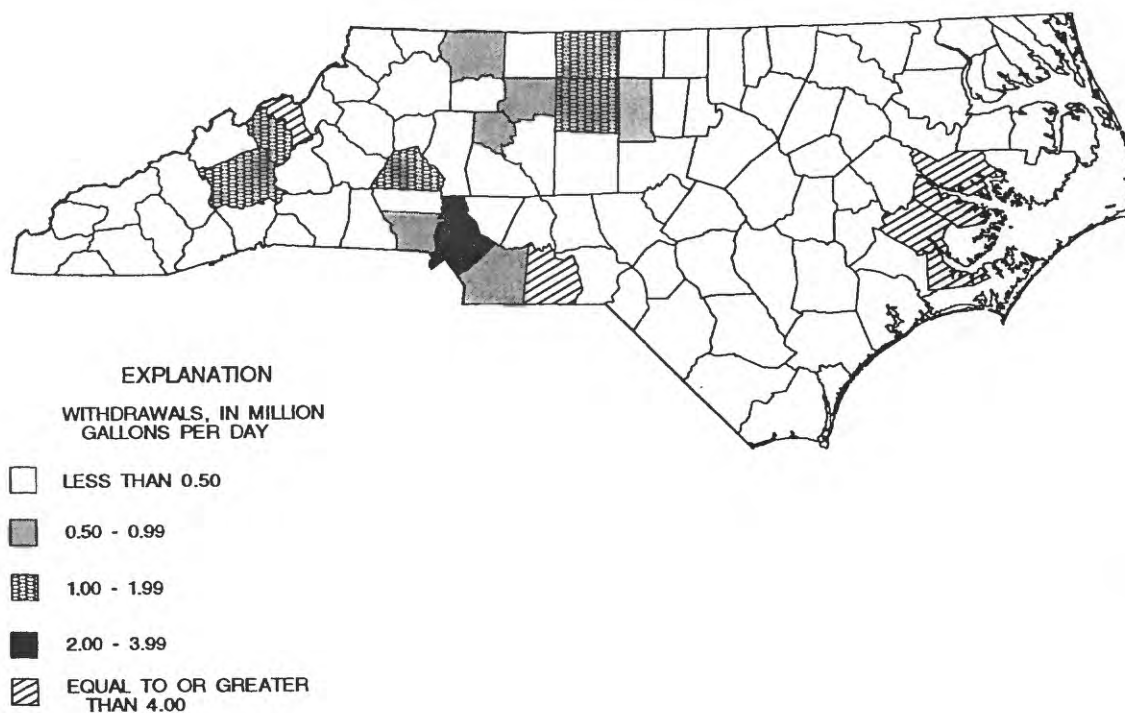 EXPLANATION
WITHDRAWALS, IN MILLION
GALLONS PER DAY
LESS THAN 0.50
0.50 - 0.99
1.00 - 1.99
2.00 - 3.99
EQUAL TO OR GREATER
THAN 4.00